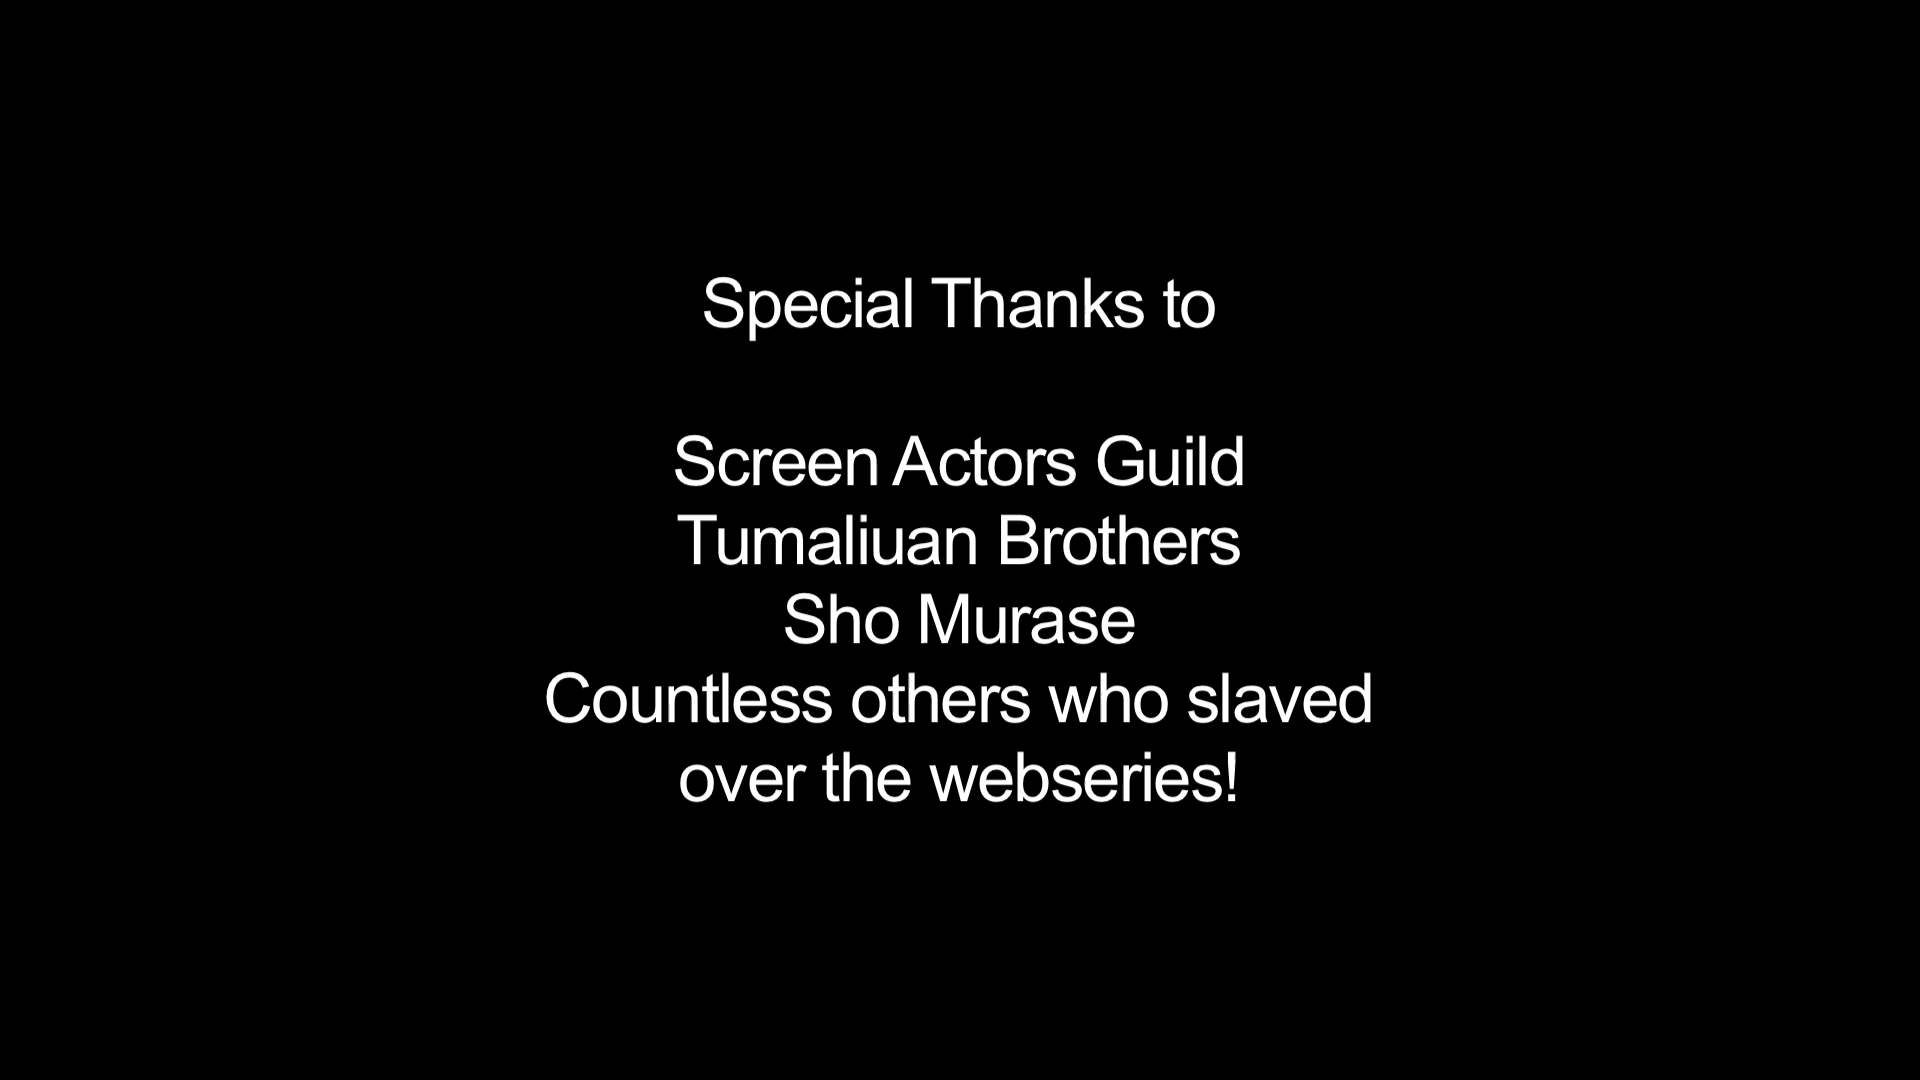 Special Thanks to
Screen Actors Guild
Tumaliuan Brothers
Sho Murase
Countless others who slaved
over the webseries!